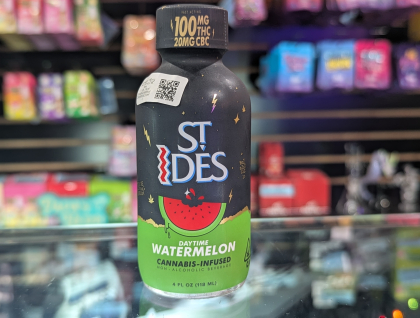 100MG
THC
20MG CBC
ST
IDES
DAYTIME
WATERMELON
CANNABIS-INFUSED
NON-ALCOHOLIC BEVERAGE
4 FL OZ (118 ML)